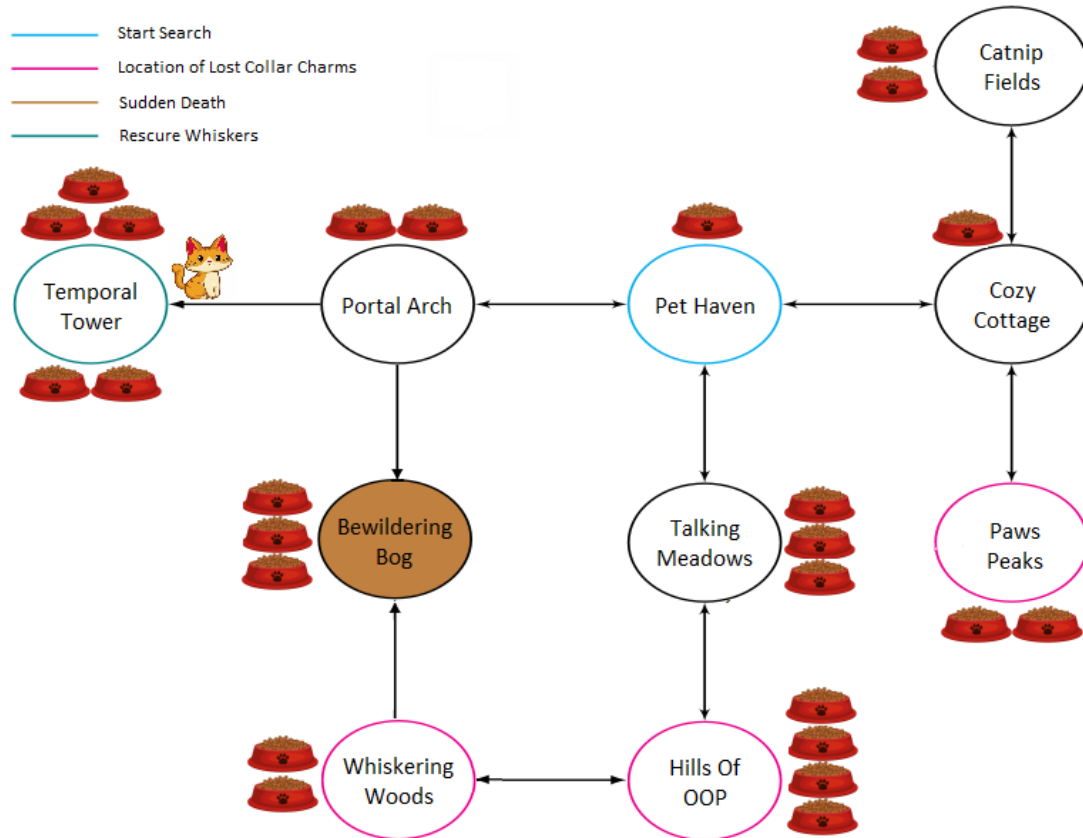 Start Search
Location of Lost Collar Charms
Sudden Death
Rescure Whiskers
Catnip
Fields
Temporal
Tower
Portal Arch
Pet Haven
Cozy
Cottage
Bewildering
Bog
Talking
Meadows
Paws
Peaks
Whiskering
Woods
Hills Of
OOP